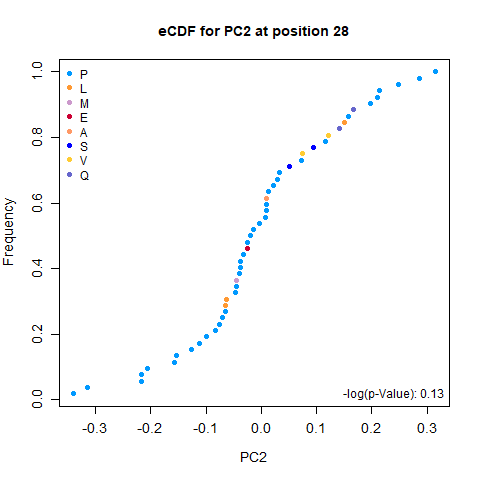 eCDF for PC2 at position 28
Frequency
1.0
0.8
0.6
0.4
0.2
0.0
P
L
M
E
A
S
V
Q
-log(p-Value): 0.13
-0.3 -0.2 -0.1 0.0 0.1 0.2 0.3
PC2